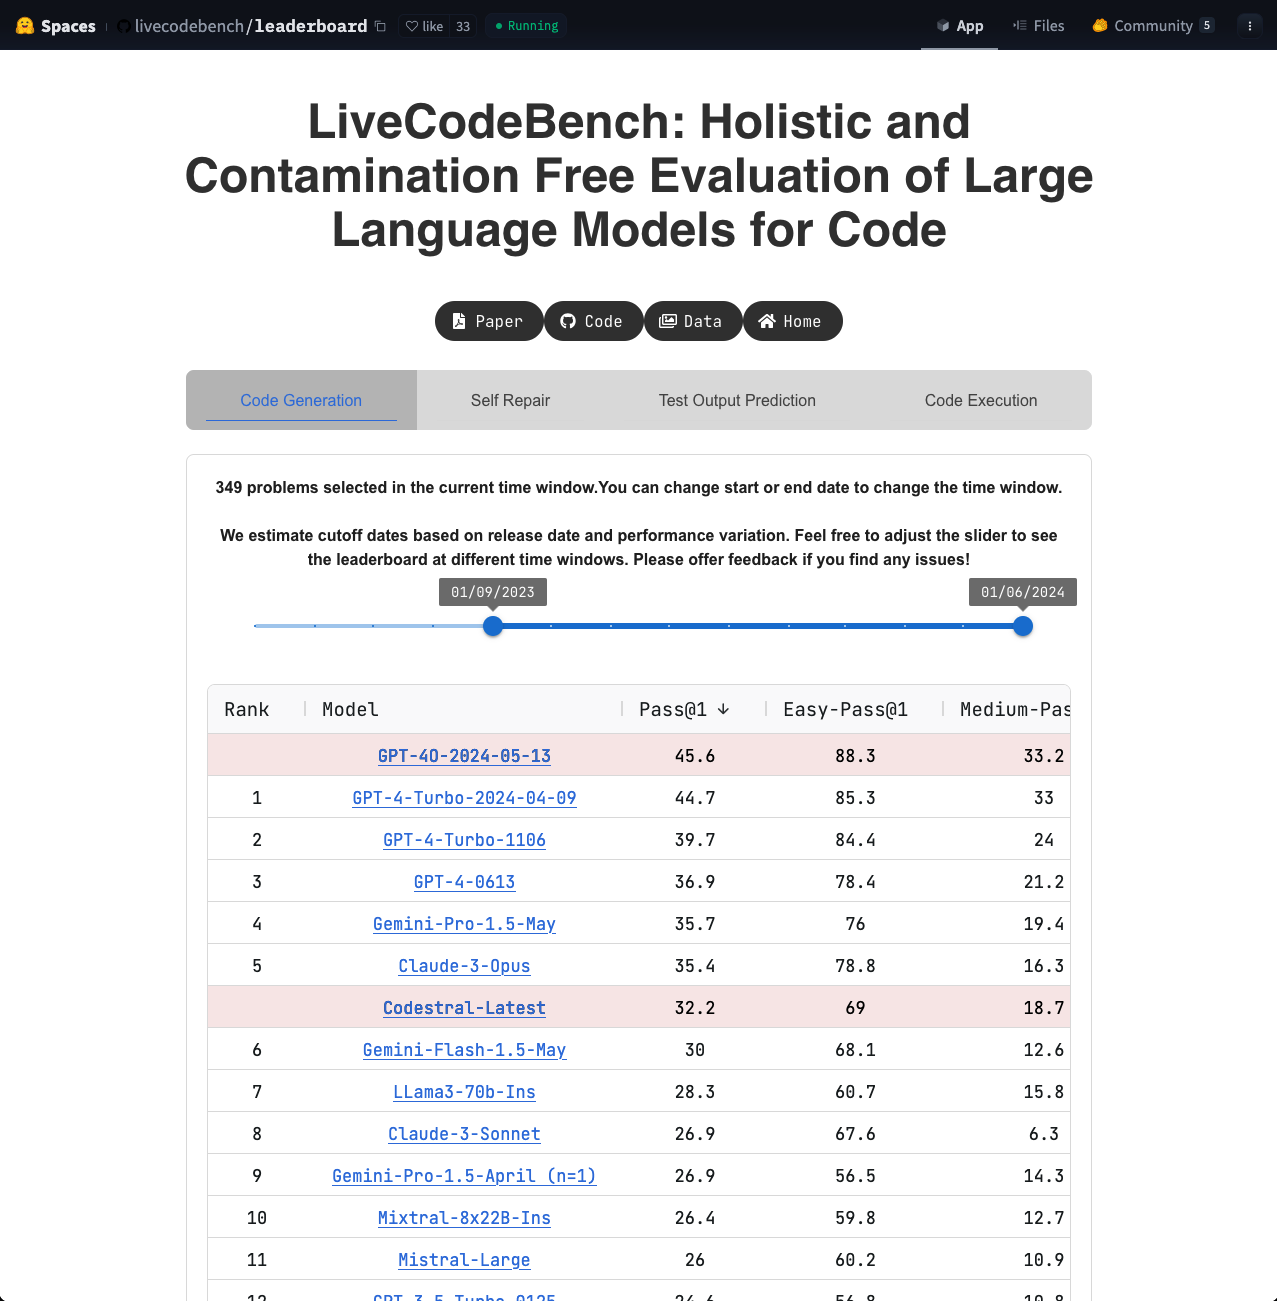 Spaces livecodebench/leaderboard like 33 Running App Files Community 5
LiveCodeBench: Holistic and
Contamination Free Evaluation of Large
Language Models for Code
Paper Code Data Home
Code Generation Self Repair Test Output Prediction Code Execution
349 problems selected in the current time window.You can change start or end date to change the time window.
We estimate cutoff dates based on release date and performance variation. Feel free to adjust the slider to see
the leaderboard at different time windows. Please offer feedback if you find any issues!
01/09/2023 01/06/2024
Rank Model Pass@1 ↓ Easy-Pass@1 Medium-Pas
GPT-4O-2024-05-13 45.6 88.3 33.2
1 GPT-4-Turbo-2024-04-09 44.7 85.3 33
2 GPT-4-Turbo-1106 39.7 84.4 24
3 GPT-4-0613 36.9 78.4 21.2
4 Gemini-Pro-1.5-May 35.7 76 19.4
5 Claude-3-Opus 35.4 78.8 16.3
Codestral-Latest 32.2 69 18.7
6 Gemini-Flash-1.5-May 30 68.1 12.6
7 LLama3-70b-Ins 28.3 60.7 15.8
8 Claude-3-Sonnet 26.9 67.6 6.3
9 Gemini-Pro-1.5-April (n=1) 26.9 56.5 14.3
10 Mixtral-8x22B-Ins 26.4 59.8 12.7
11 Mistral-Large 26 60.2 10.9
12 GPT-3.5-Turbo-0125 24.6 56.8 10.8